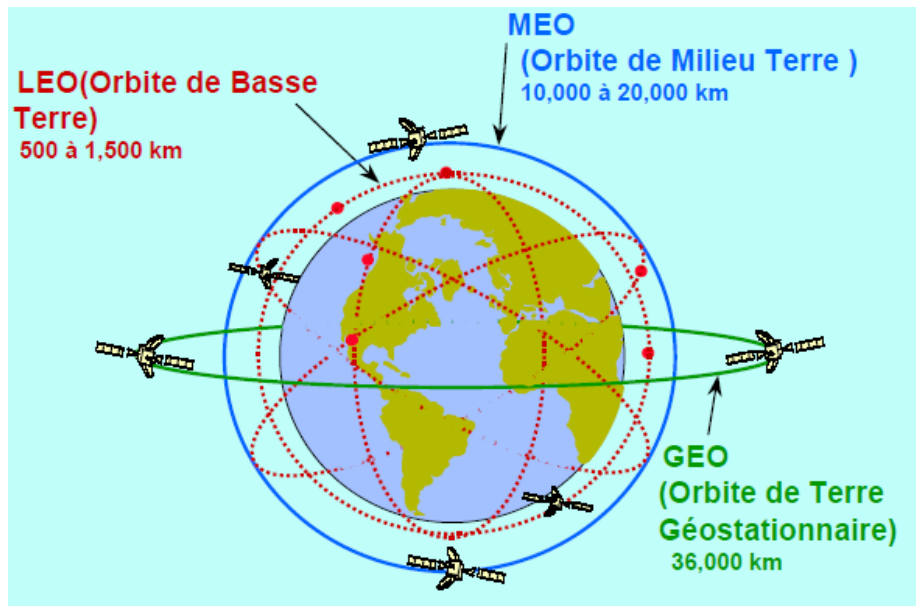 MEO
(Orbite de Milieu Terre )
10,000 à 20,000 km
LEO(Orbite de Basse
Terre)
500 à 1,500 km
GEO
(Orbite de Terre
Géostationnaire)
36,000 km